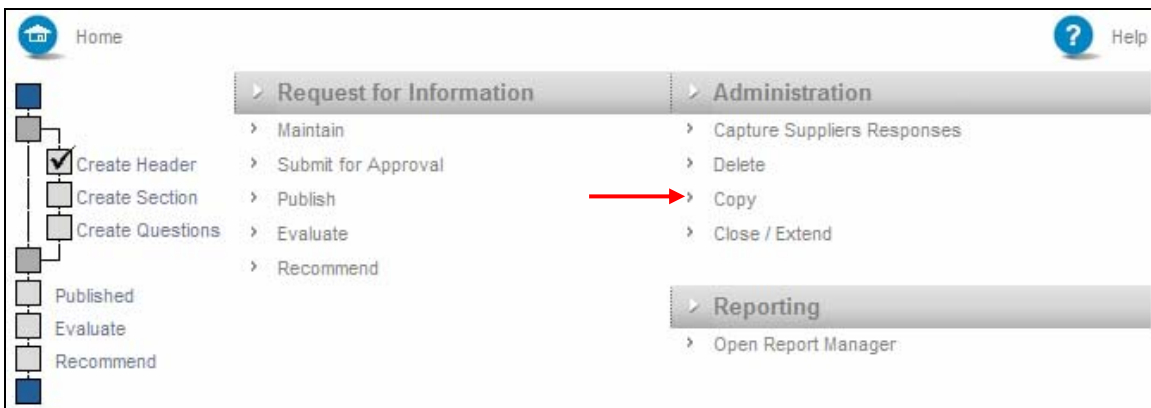 Home
?
Help
Create Header
Create Section
Create Questions
Published
Evaluate
Recommend
Request for Information
Maintain
Submit for Approval
Publish
Evaluate
Recommend
Administration
Capture Suppliers Responses
Delete
Copy
Close / Extend
Reporting
Open Report Manager